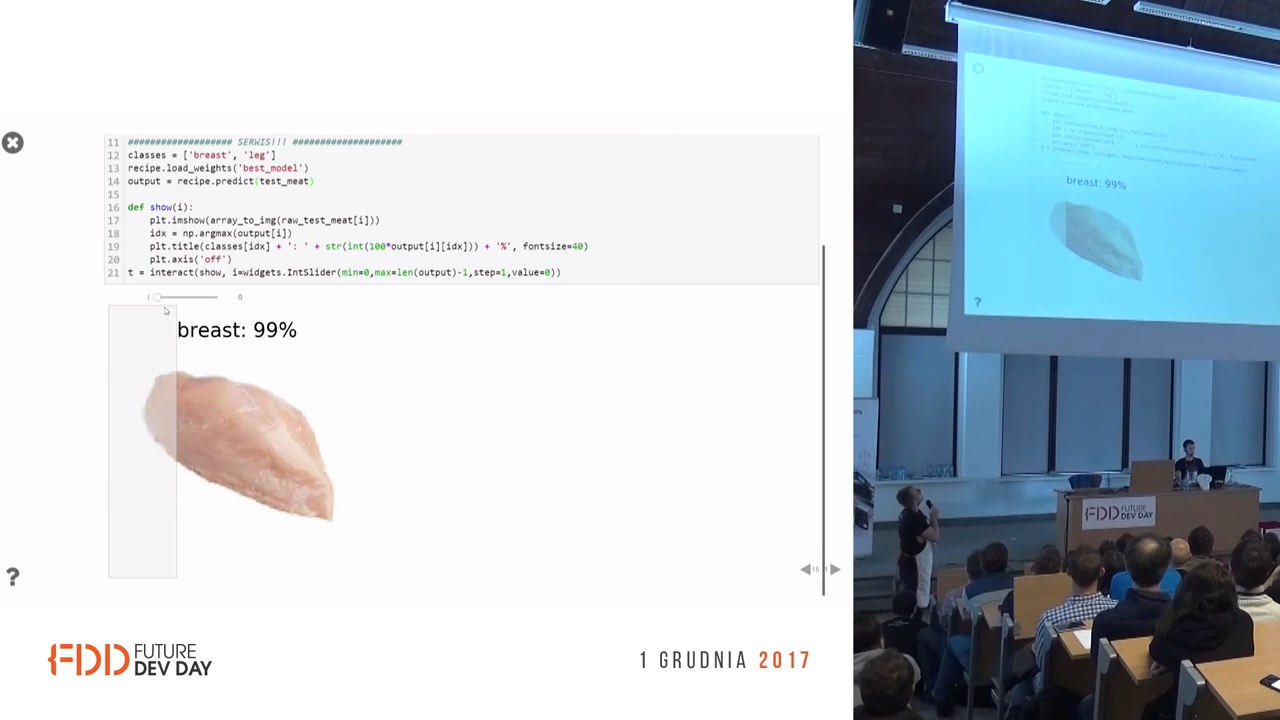 11 ################### SERWIS!!! ####################
12 classes = ['breast', 'leg']
13 recipe.load_weights('best_model')
14 output = recipe.predict(test_meat)
15
16 def show(i):
17 plt.imshow(array_to_img(raw_test_meat[i]))
18 idx = np.argmax(output[i])
19 plt.title(classes[idx] + ': ' + str(int(100*output[i][idx])) + '%', fontsize=40)
20 plt.axis('off')
21 t = interact(show, i=widgets.IntSlider(min=0,max=len(output)-1,step=1,value=0))
i 0
breast: 99%
?
FDD FUTURE
DEV DAY
1 GRUDNIA 2017
breast: 99%
?
FDD FUTURE
DEV DAY